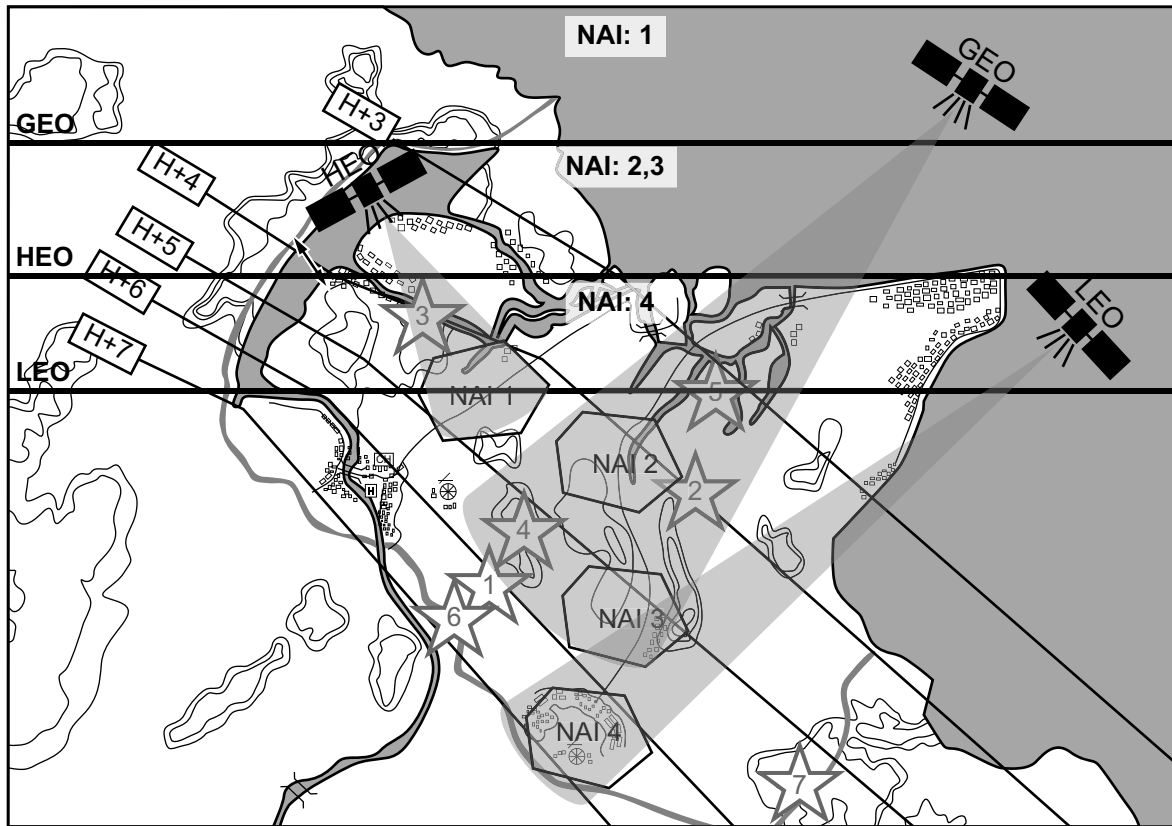 NAI: 1
GEO
GEO
H+3
HEO
NAI: 2,3
H+4
H+5
HEO
H+6
NAI: 4
LEO
3
H+7
LEO
NAI 1
5
CH
NAI 2
H
2
4
1
6
NAI 3
NAI 4
7